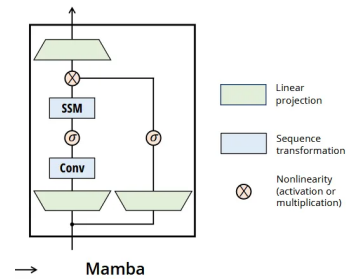 SSM
σ
σ
Conv
Linear
projection
Sequence
transformation
Nonlinearity
(activation or
multiplication)
Mamba